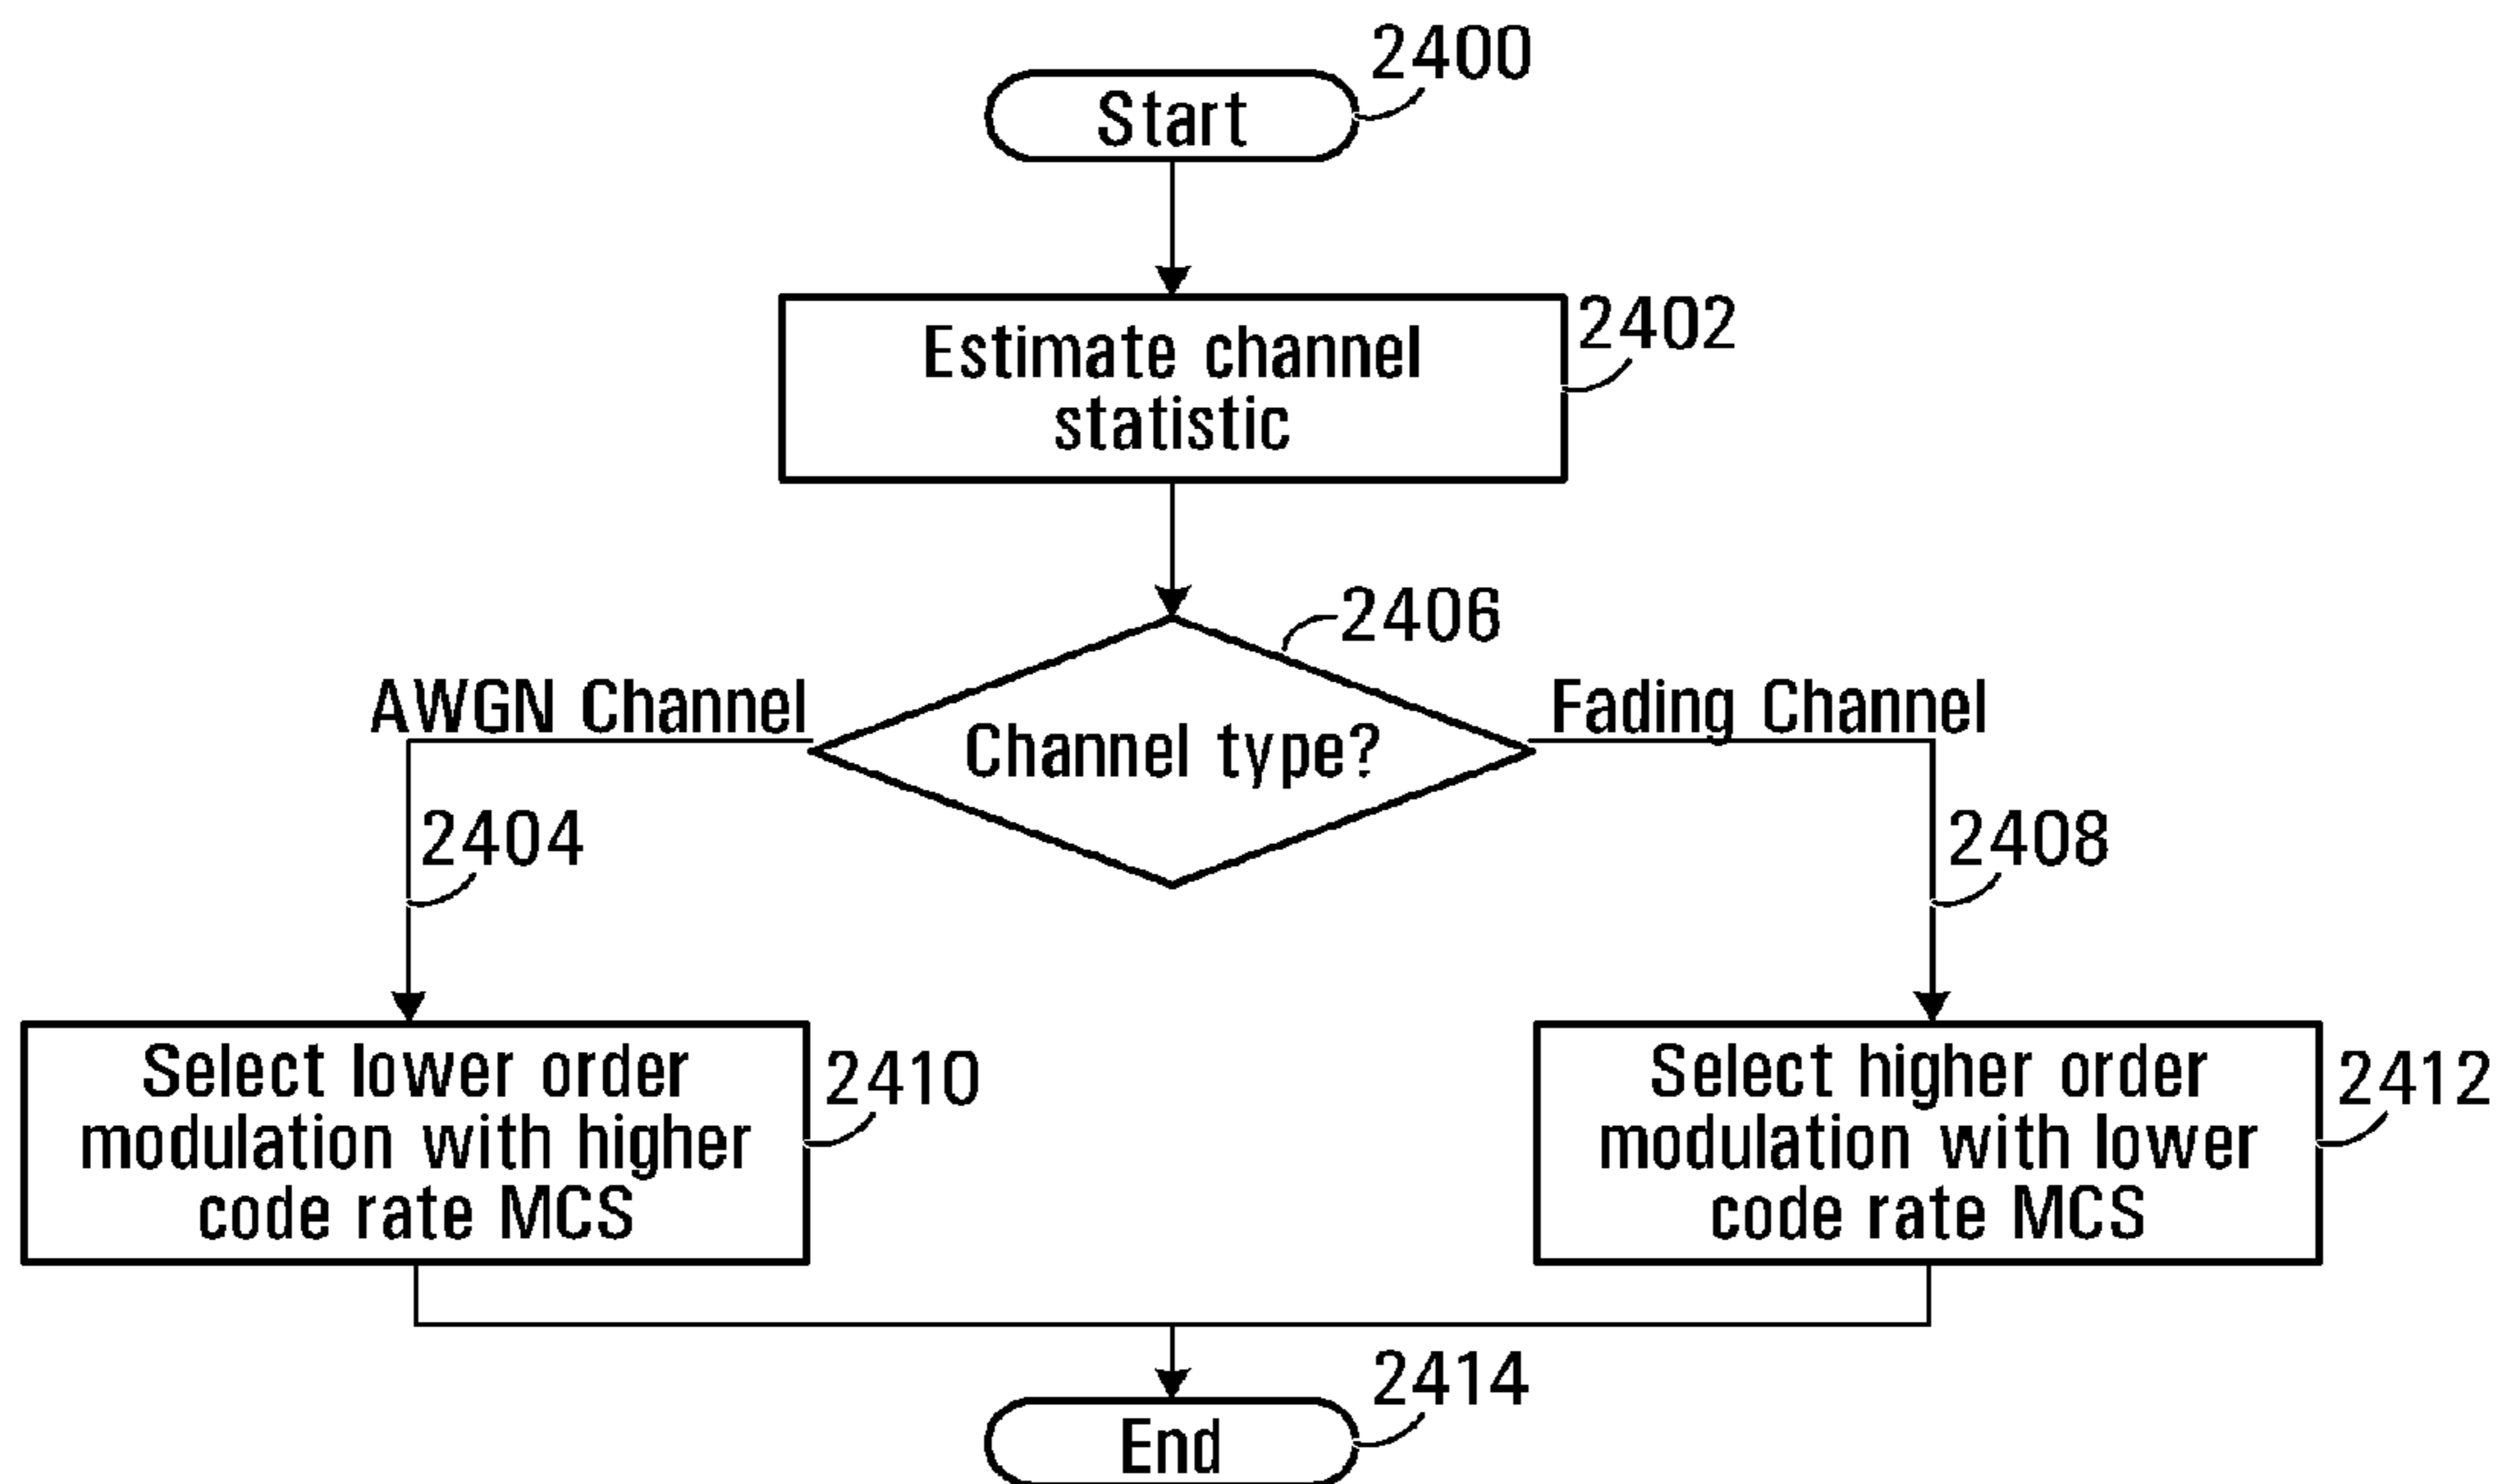 2400
Start
2402
Estimate channel
statistic
2406
AWGN Channel
Channel type?
Fading Channel
2404
2408
Select lower order
modulation with higher
code rate MCS
2410
Select higher order
modulation with lower
code rate MCS
2412
2414
End